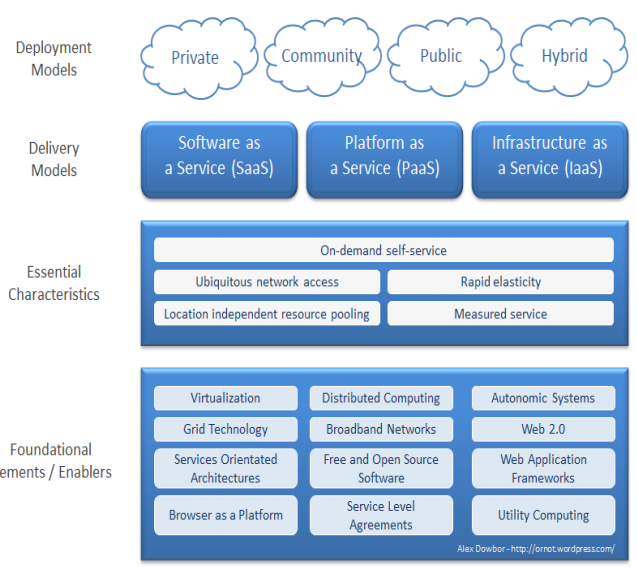 Deployment
Models
Private
Community
Public
Hybrid
Delivery
Models
Software as
a Service (SaaS)
Platform as
a Service (PaaS)
Infrastructure as
a Service (IaaS)
Essential
Characteristics
On-demand self-service
Ubiquitous network access
Rapid elasticity
Location independent resource pooling
Measured service
Foundational
ements / Enablers
Virtualization
Distributed Computing
Autonomic Systems
Grid Technology
Broadband Networks
Web 2.0
Services Orientated
Architectures
Free and Open Source
Software
Web Application
Frameworks
Browser as a Platform
Service Level
Agreements
Utility Computing
Alex Dowbor - http://ornot.wordpress.com/